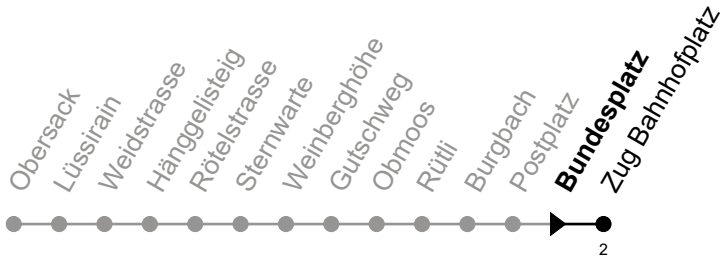 Obersack
Lüssirain
Weidstrasse
Hänggelisteig
Rötelstrasse
Sternwarte
Weinberghöhe
Gutschweg
Obmoos
Rütli
Burgbach
Postplatz
Bundesplatz
Zug Bahnhofplatz
2